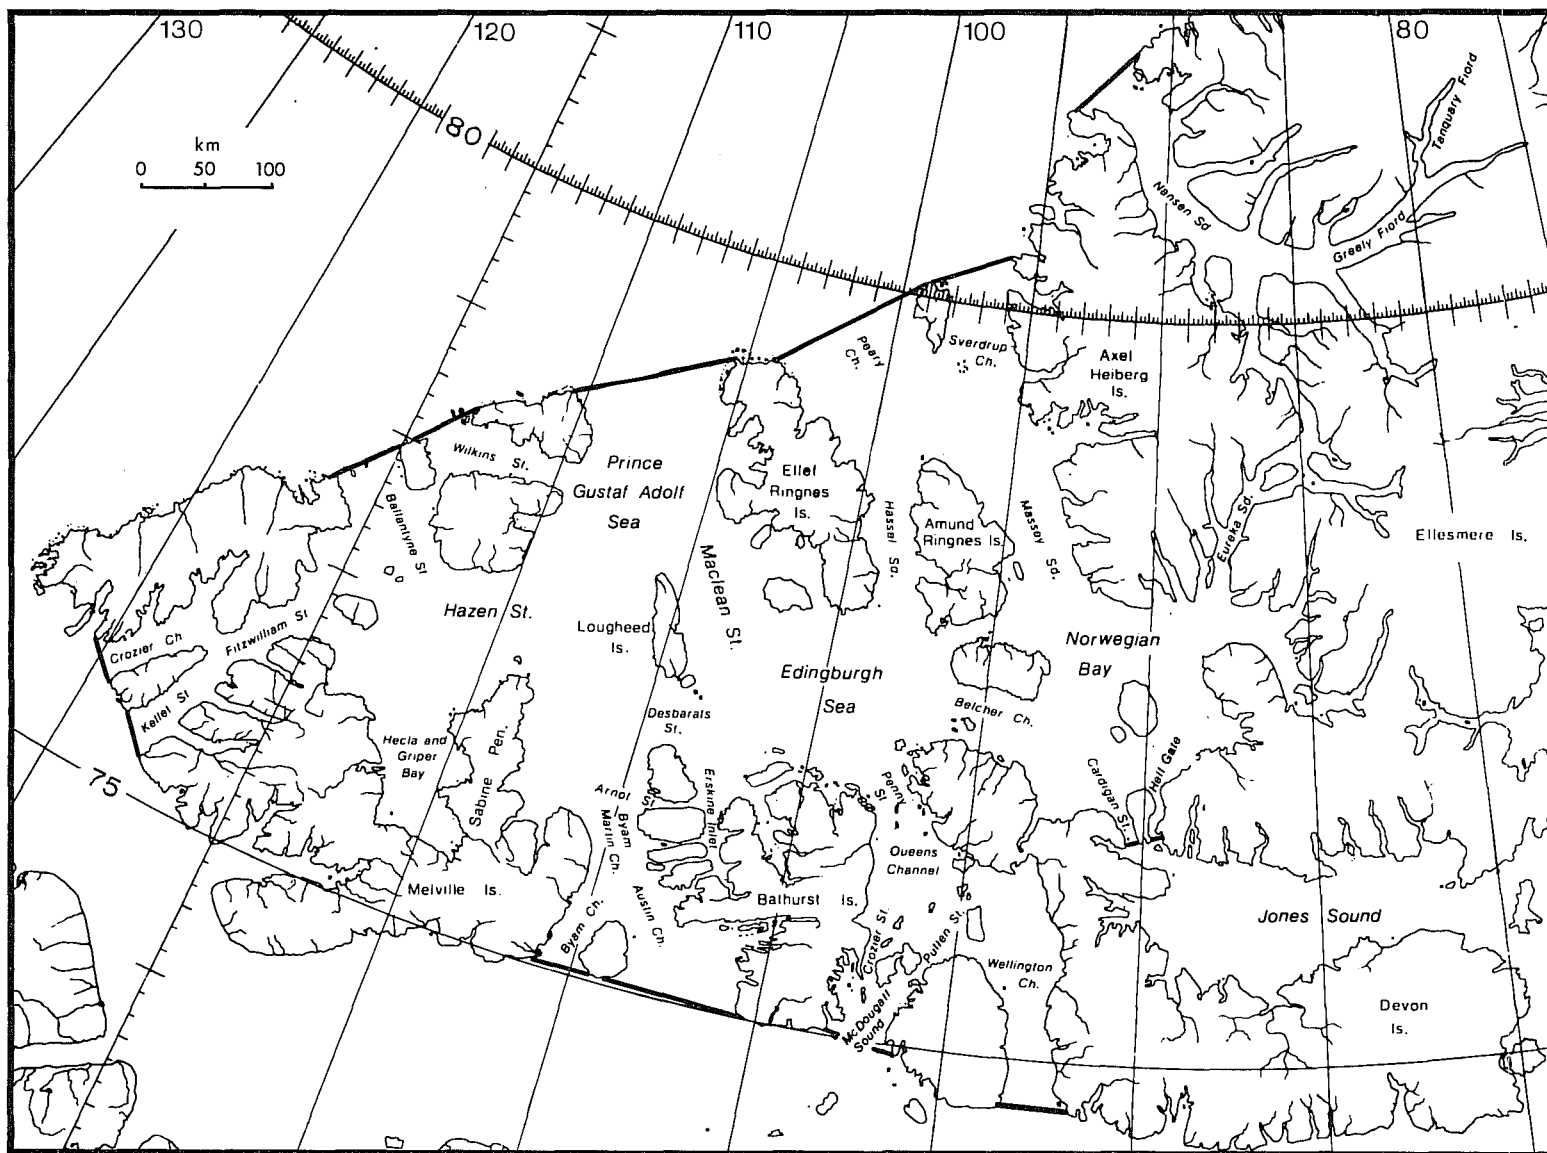 130
120
110
100
80
80
km
0 50 100
Tanquary Fiord
Nansen Sd
Greely Fiord
Peary
Ch.
Sverdrup
Ch.
Axel
Heiberg
Is.
Wilkins St.
Prince
Gustaf Adolf
Sea
Ellef
Ringnes
Is.
Ballantyne St
Hassel Sd.
Amund
Ringnes Is.
Massey Sd.
Eureka Sd.
Ellesmere Is.
Maclean St.
Hazen St.
Lougheed
Is.
Fitzwilliam St
Crozier Ch
Kellet St
Norwegian
Bay
Edingburgh
Sea
Belcher Ch.
Desbarats
St.
Hecla and
Griper
Bay
Sabine Pen.
75
Arnot St
Byam
Martin Ch.
Erskine Inlet
Penny
St
Cardigan St.
Hell Gate
Queens
Channel
Melville Is.
Austin Ch.
Byam Ch.
Bathurst Is.
Crozier St.
Pullen St.
Jones Sound
Wellington
Ch.
McDougall
Sound
Devon
Is.